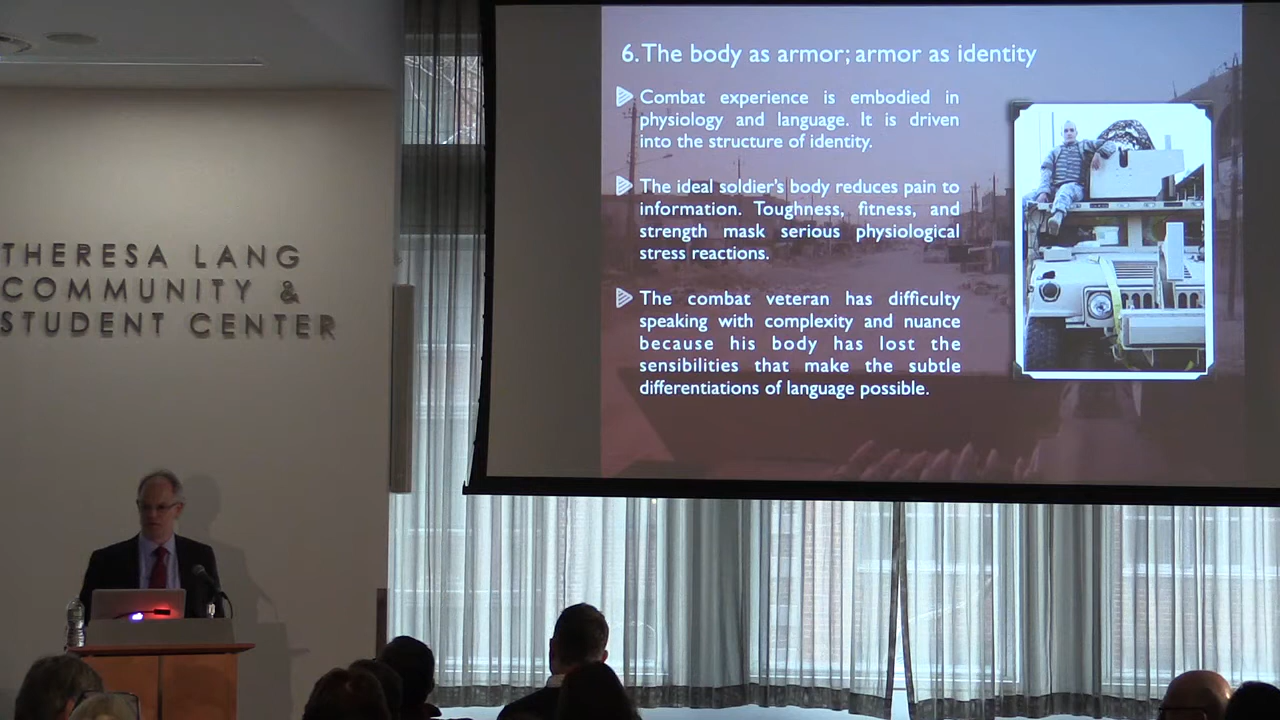 THERESA LANG
COMMUNITY &
STUDENT CENTER
6. The body as armor; armor as identity
Combat experience is embodied in
physiology and language. It is driven
into the structure of identity.
The ideal soldier's body reduces pain to
information. Toughness, fitness, and
strength mask serious physiological
stress reactions.
The combat veteran has difficulty
speaking with complexity and nuance
because his body has lost the
sensibilities that make the subtle
differentiations of language possible.